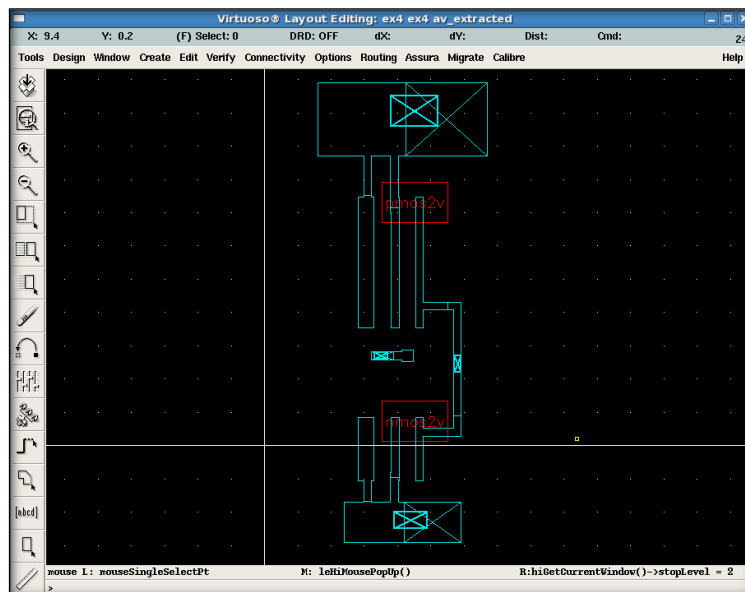 Virtuoso® Layout Editing: ex4 ex4 av_extracted
X: 9.4 Y: 0.2 (F) Select: 0 DRD: OFF dX: dY: Dist: Cmd: 24
Tools Design Window Create Edit Verify Connectivity Options Routing Assura Migrate Calibre Help
pmos2v
nmos2v
[abcd]
mouse L: mouseSingleSelectPt M: leHiMousePopUp() R:hiGetCurrentWindow()->stopLevel = 2
>